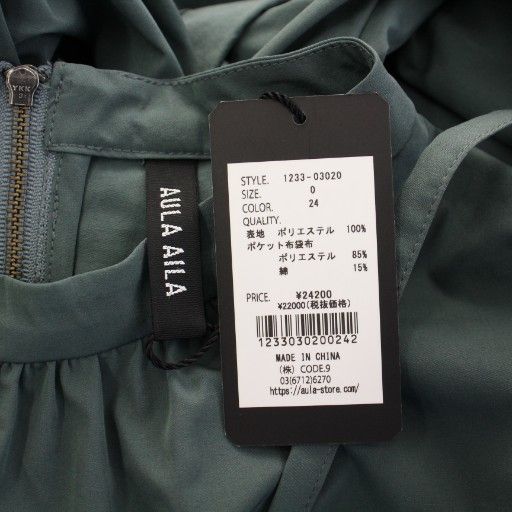 YKK
AULA AILA
STYLE. 1233-03020
SIZE. 0
COLOR. 24
QUALITY.
表地 ポリエステル 100%
ポケット布袋布
ポリエステル 85%
綿 15%
PRICE. ¥24200
¥22000(税抜価格)
1233030200242
MADE IN CHINA
(株) CODE.9
03(6712)6270
https://aula-store.com/